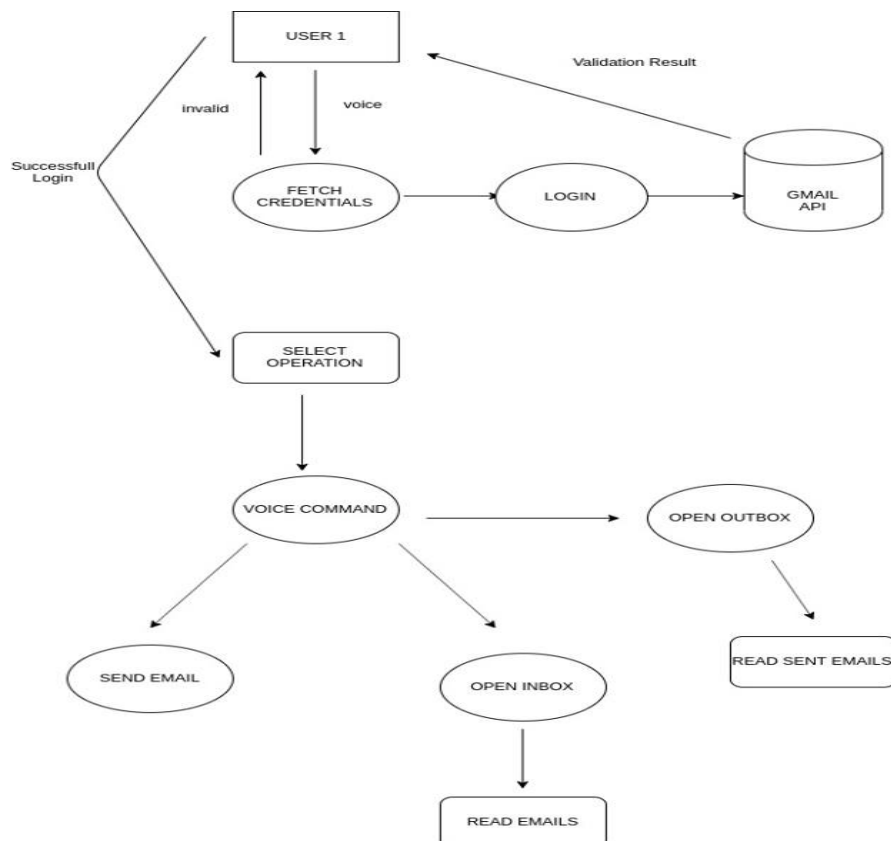 USER 1
Validation Result
invalid
voice
Successfull
Login
FETCH
CREDENTIALS
LOGIN
GMAIL
API
SELECT
OPERATION
VOICE COMMAND
OPEN OUTBOX
SEND EMAIL
OPEN INBOX
READ SENT EMAILS
READ EMAILS